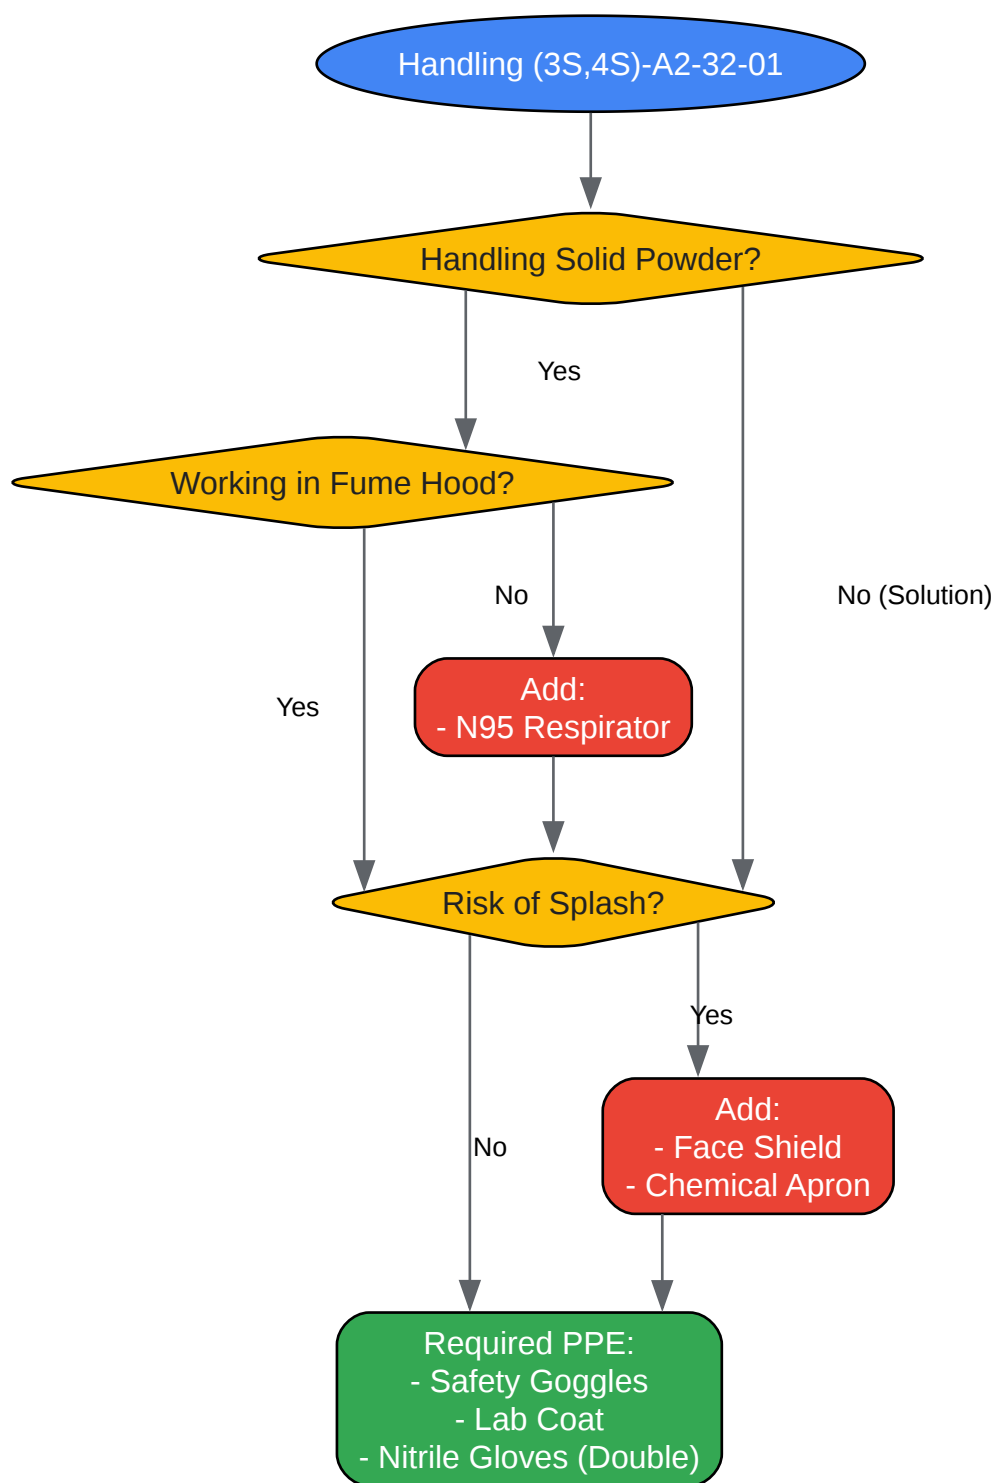 Handling (3S,4S)-A2-32-01
Handling Solid Powder?
Yes
Working in Fume Hood?
No
No (Solution)
Add:
- N95 Respirator
Yes
Risk of Splash?
Yes
Add:
- Face Shield
- Chemical Apron
No
Required PPE:
- Safety Goggles
- Lab Coat
- Nitrile Gloves (Double)